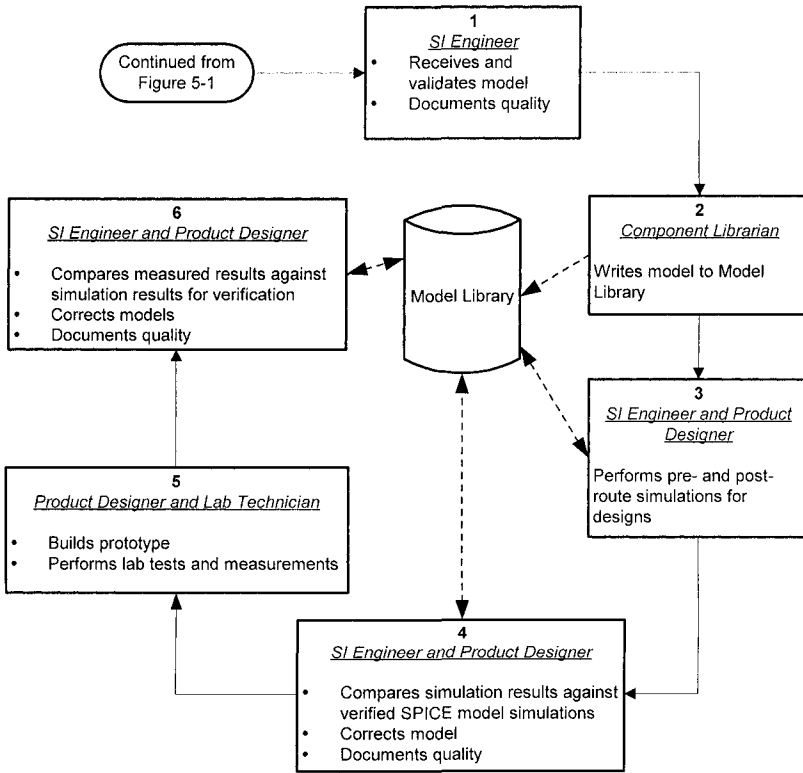 Continued from
Figure 5-1
1
SI Engineer
• Receives and
validates model
• Documents quality
2
Component Librarian
Writes model to Model
Library
3
SI Engineer and Product
Designer
Performs pre- and post-
route simulations for
designs
4
SI Engineer and Product Designer
• Compares simulation results against
verified SPICE model simulations
• Corrects model
• Documents quality
5
Product Designer and Lab Technician
• Builds prototype
• Performs lab tests and measurements
6
SI Engineer and Product Designer
• Compares measured results against
simulation results for verification
• Corrects models
• Documents quality
Model Library